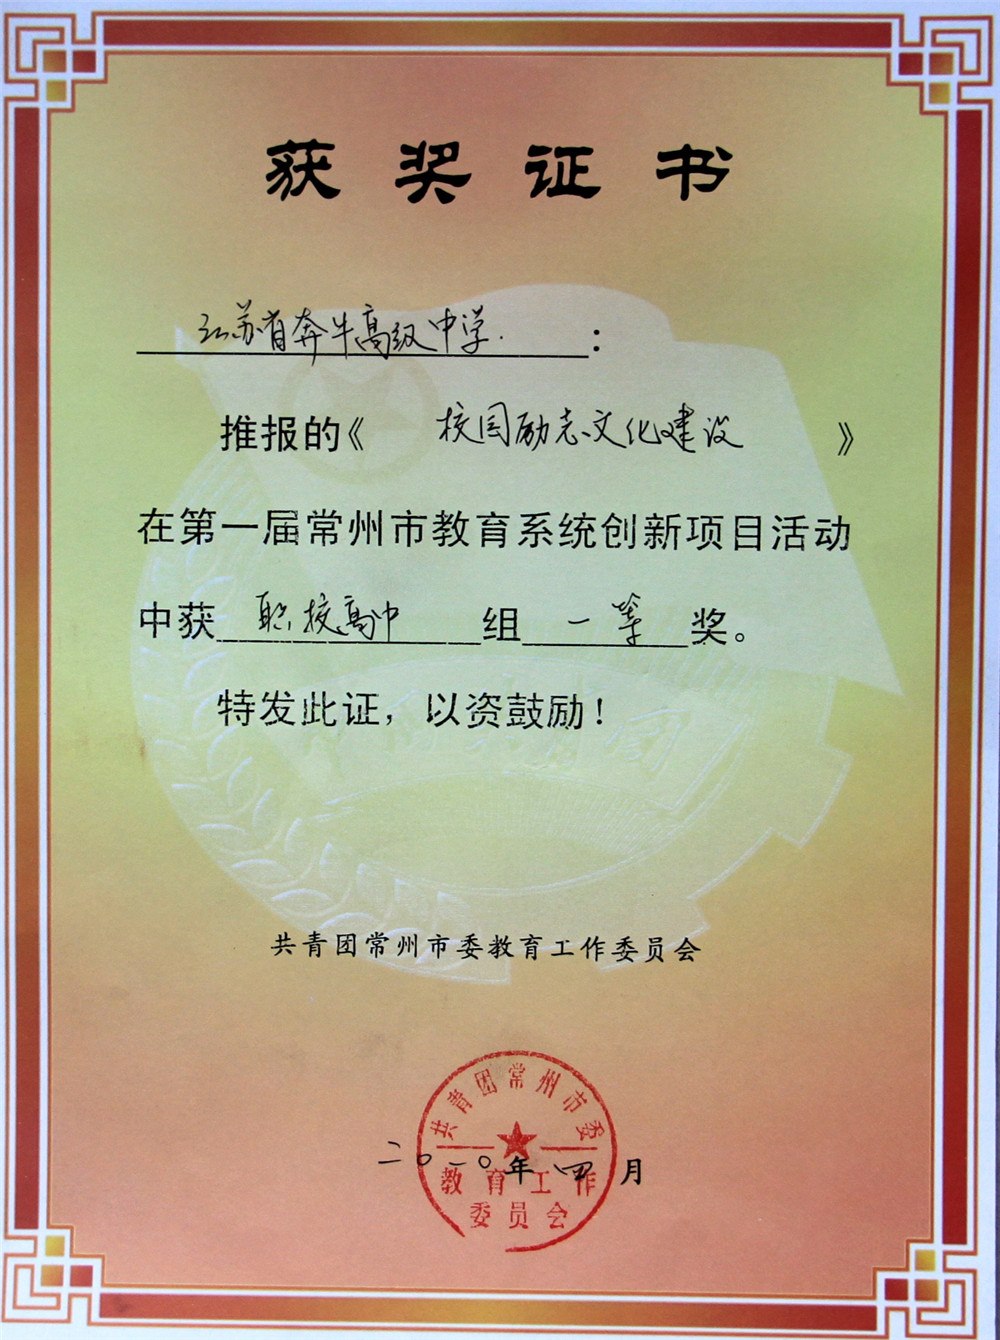 获奖证书
江苏省奔牛高级中学：
推报的《校园励志文化建设》
在第一届常州市教育系统创新项目活动
中获职校高中组一等奖。
特发此证，以资鼓励！
共青团常州市委教育工作委员会
共青团常州市委
二〇一〇年四月
教育工作
委员会